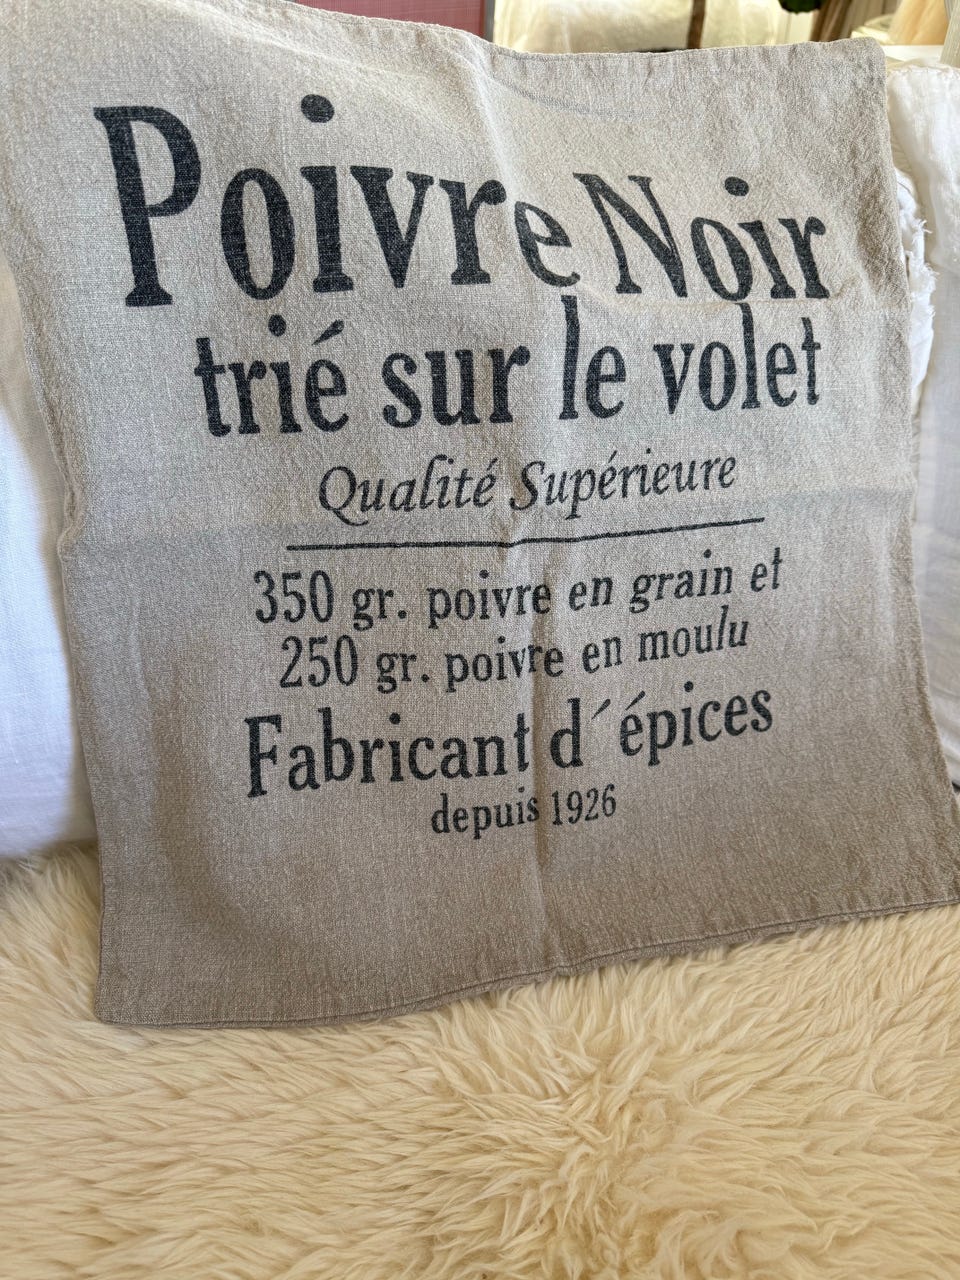 Poivre Noir
trié sur le volet
Qualité Supérieure
350 gr. poivre en grain et
250 gr. poivre en moulu
Fabricant d´épices
depuis 1926